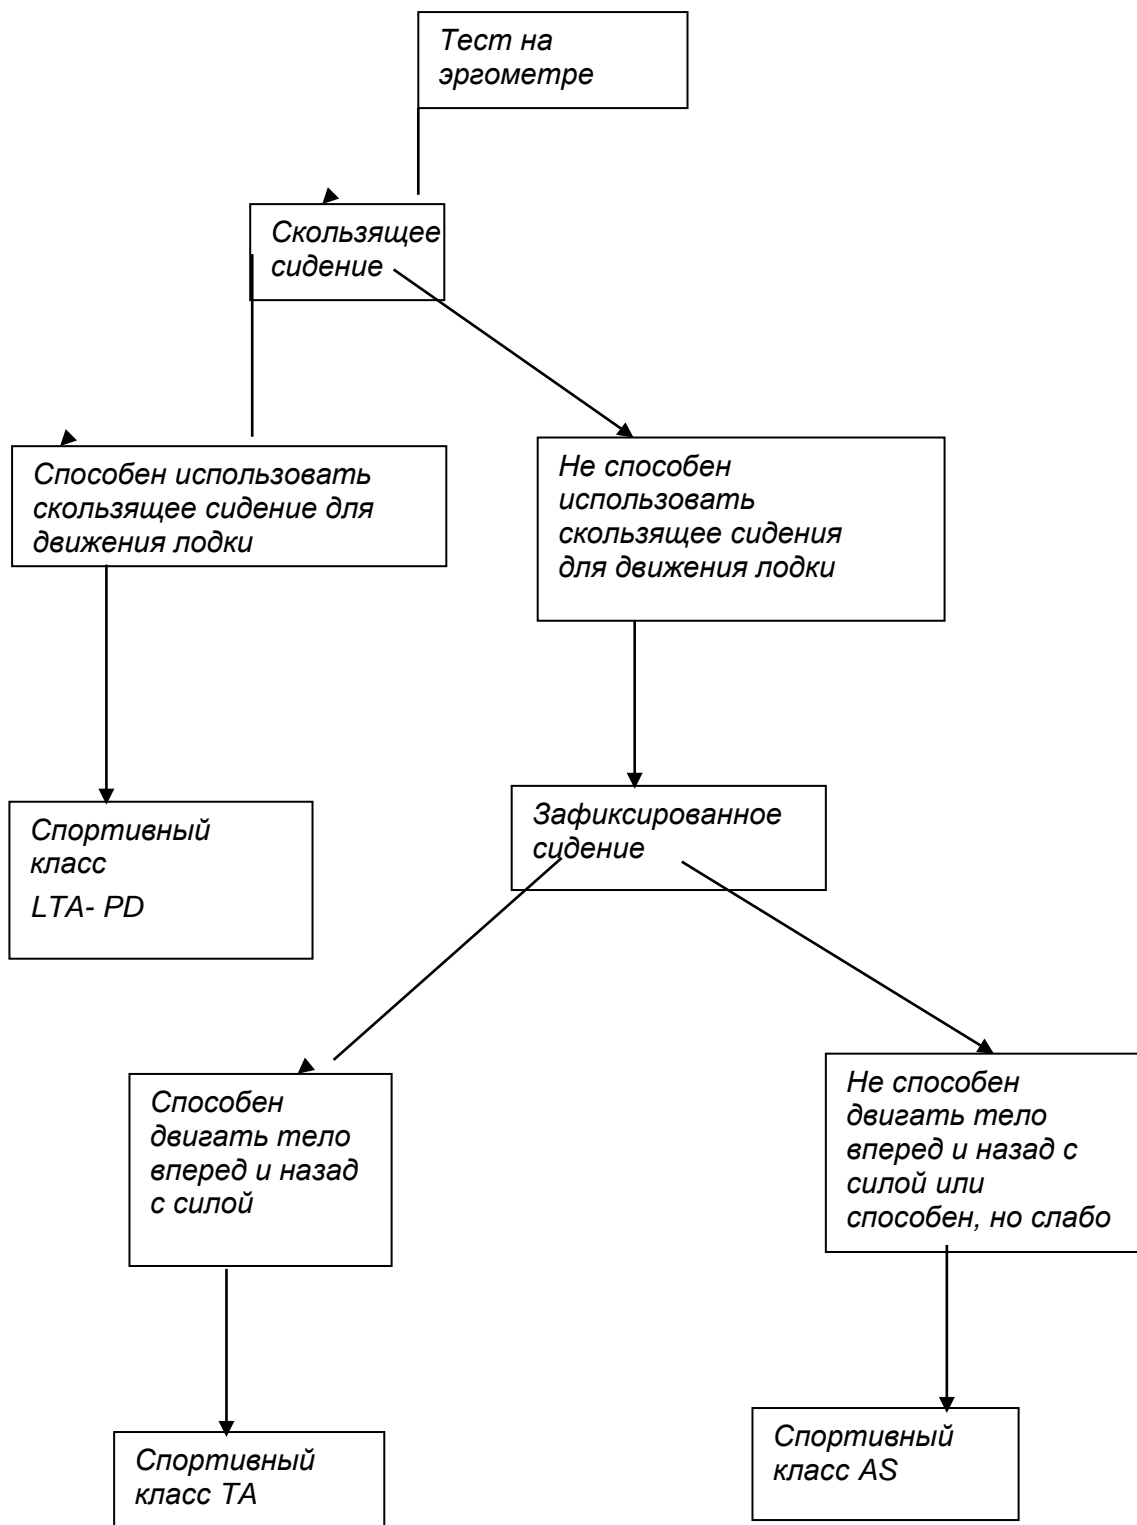 Тест на
эргометре
Скользящее
сидение
Способен использовать
скользящее сидение для
движения лодки
Не способен
использовать
скользящее сидения
для движения лодки
Спортивный
класс
LTA- PD
Зафиксированное
сидение
Способен
двигать тело
вперед и назад
с силой
Не способен
двигать тело
вперед и назад с
силой или
способен, но слабо
Спортивный
класс ТА
Спортивный
класс AS